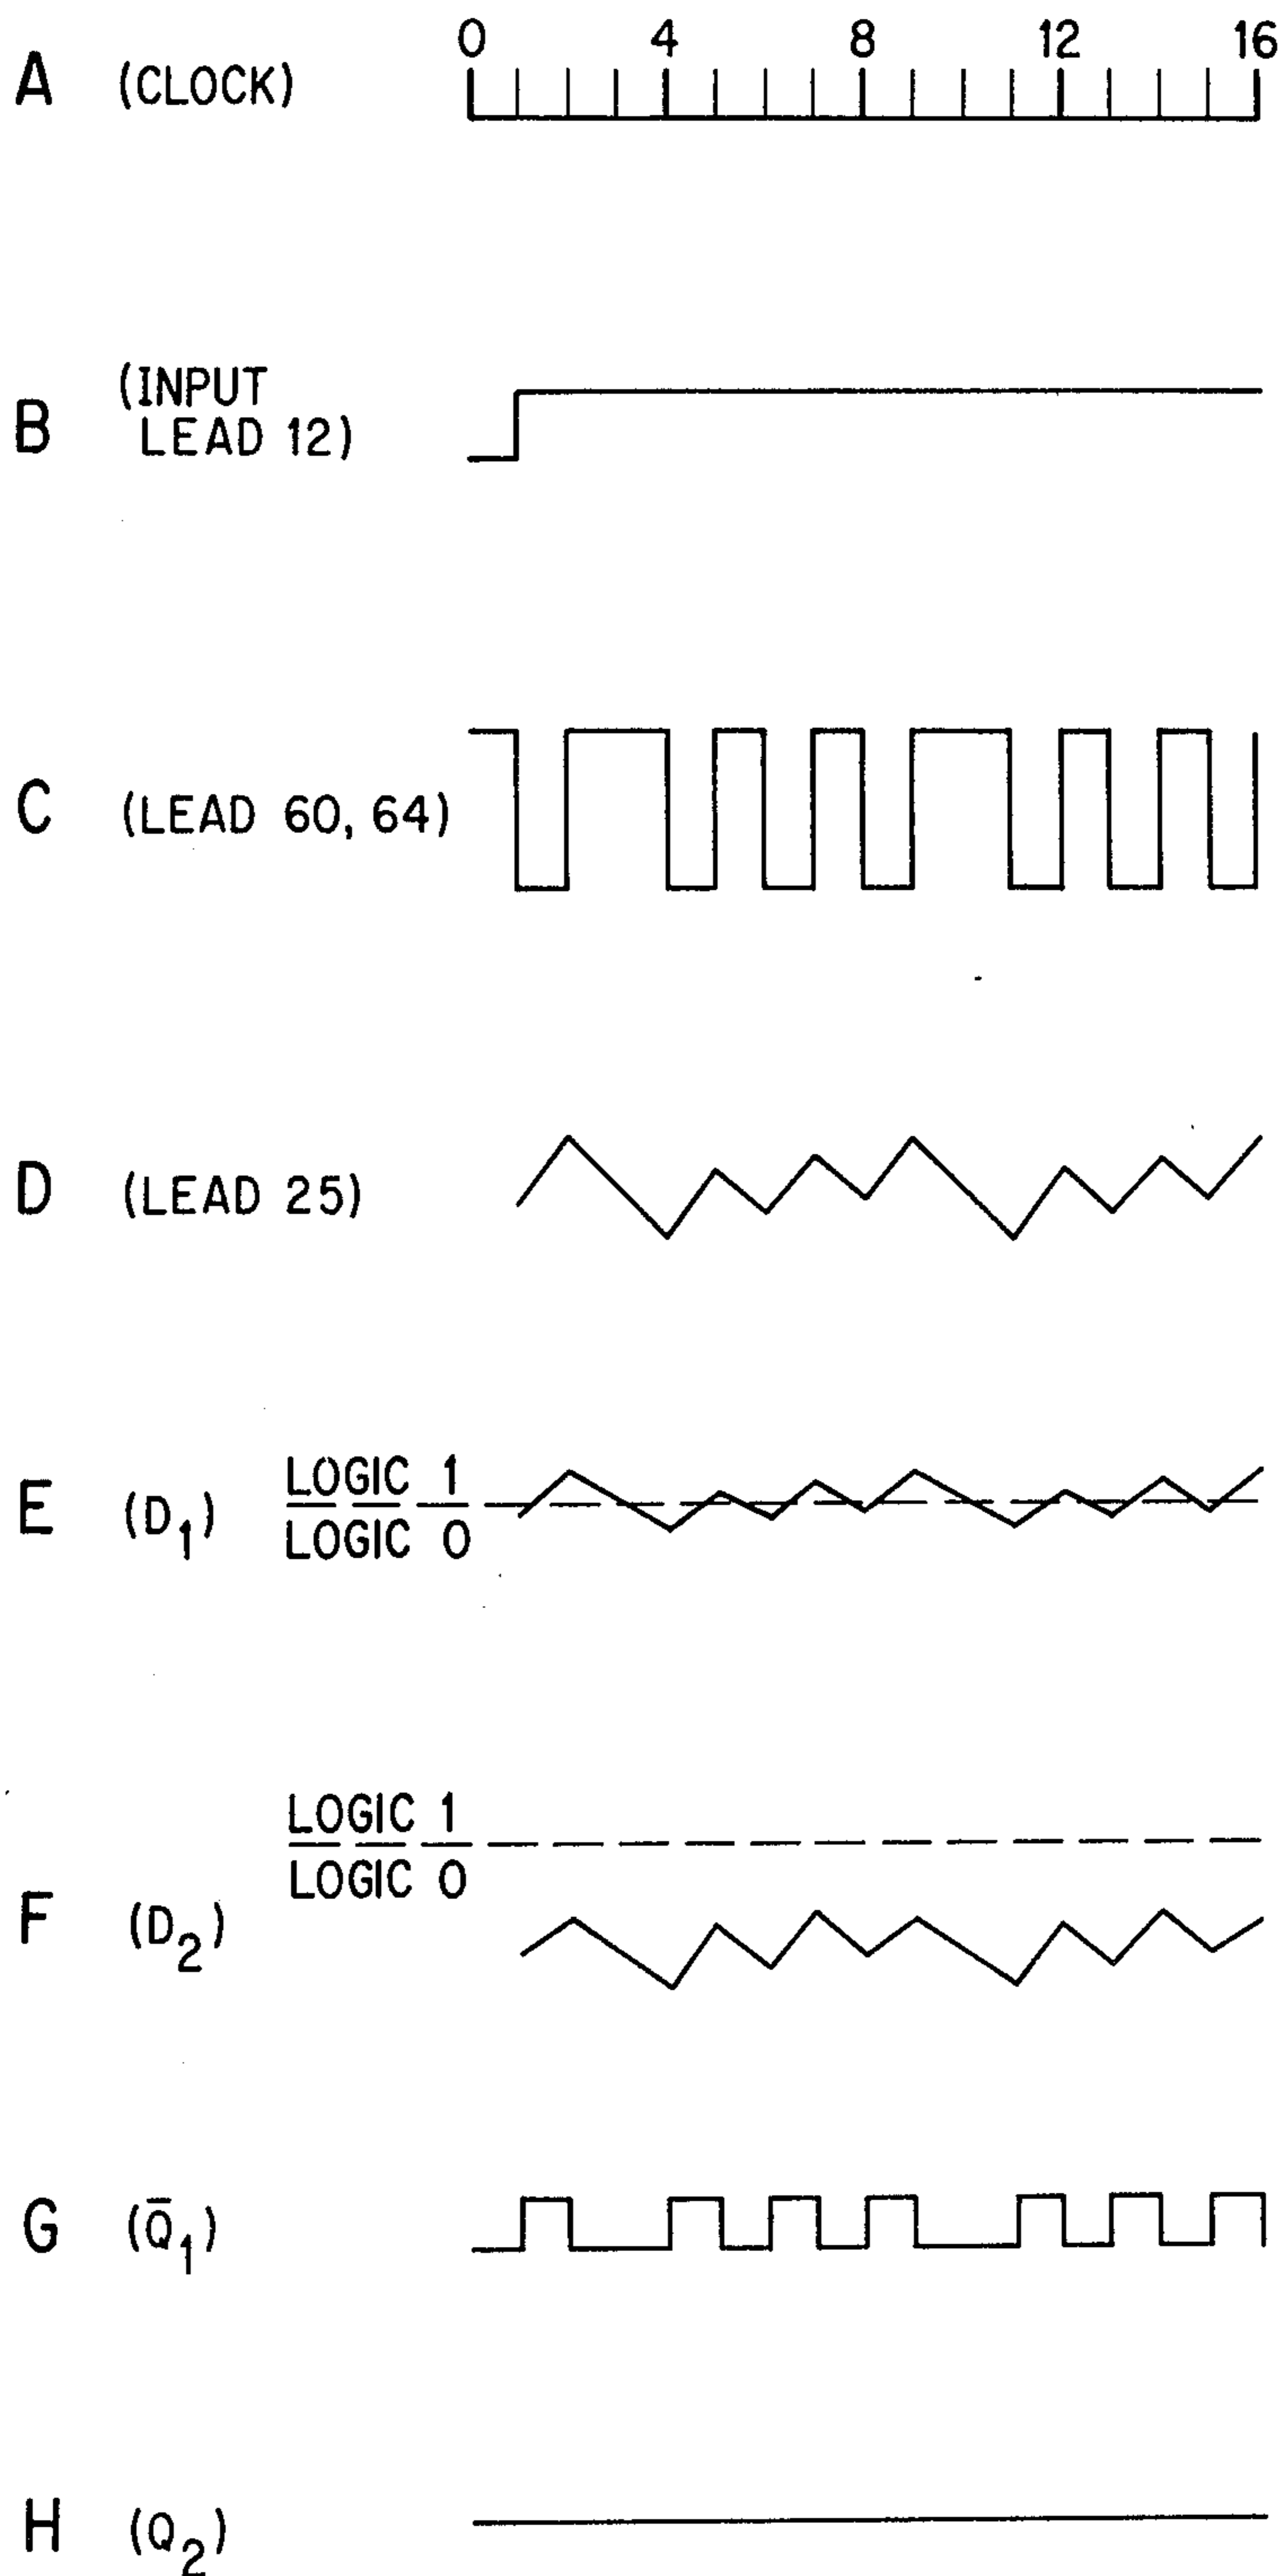 0 4 8 12 16
A (CLOCK)
B (INPUT
LEAD 12)
C (LEAD 60, 64)
D (LEAD 25)
LOGIC 1
E (D₁)
LOGIC 0
LOGIC 1
LOGIC 0
F (D₂)
G (Q̅₁)
H (Q₂)